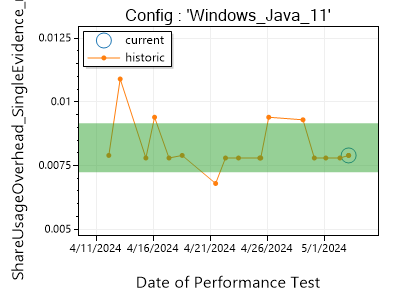 Config : 'Windows_Java_11'
current
historic
ShareUsageOverhead_SingleEvidence_
0.0125
0.01
0.0075
0.005
4/11/2024 4/16/2024 4/21/2024 4/26/2024 5/1/2024
Date of Performance Test